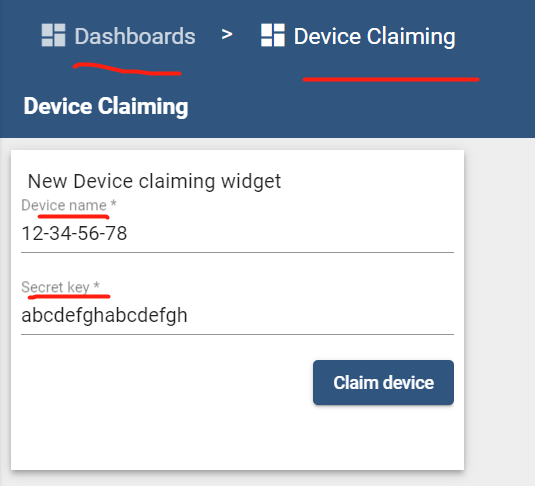 Dashboards > Device Claiming
Device Claiming
New Device claiming widget
Device name *
12-34-56-78
Secret key *
abcdefghabcdefgh
Claim device